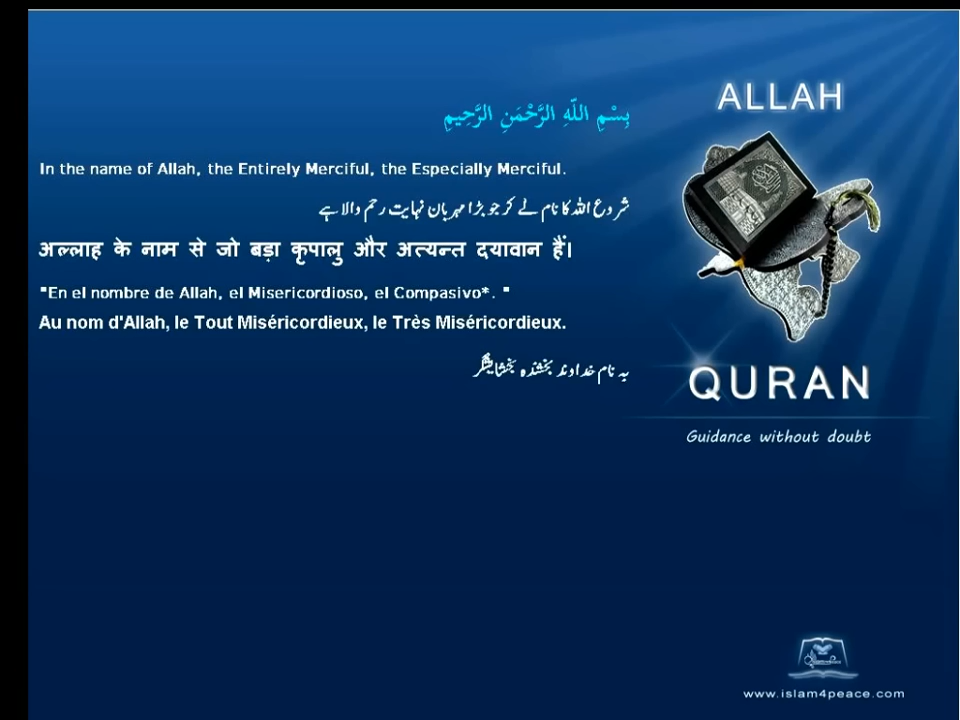 بِسْمِ اللّهِ الرَّحْمَنِ الرَّحِيمِ
In the name of Allah, the Entirely Merciful, the Especially Merciful.
شروع الله کا نام لے کر جو بڑا مہربان نہایت رحم والا ہے
अल्लाह के नाम से जो बड़ा कृपालु और अत्यन्त दयावान हैं।
"En el nombre de Allah, el Misericordioso, el Compasivo*. "
Au nom d'Allah, le Tout Miséricordieux, le Très Miséricordieux.
به نام خداوند بخشنده بخشایشگر
ALLAH
QURAN
Guidance without doubt
www.islam4peace.com